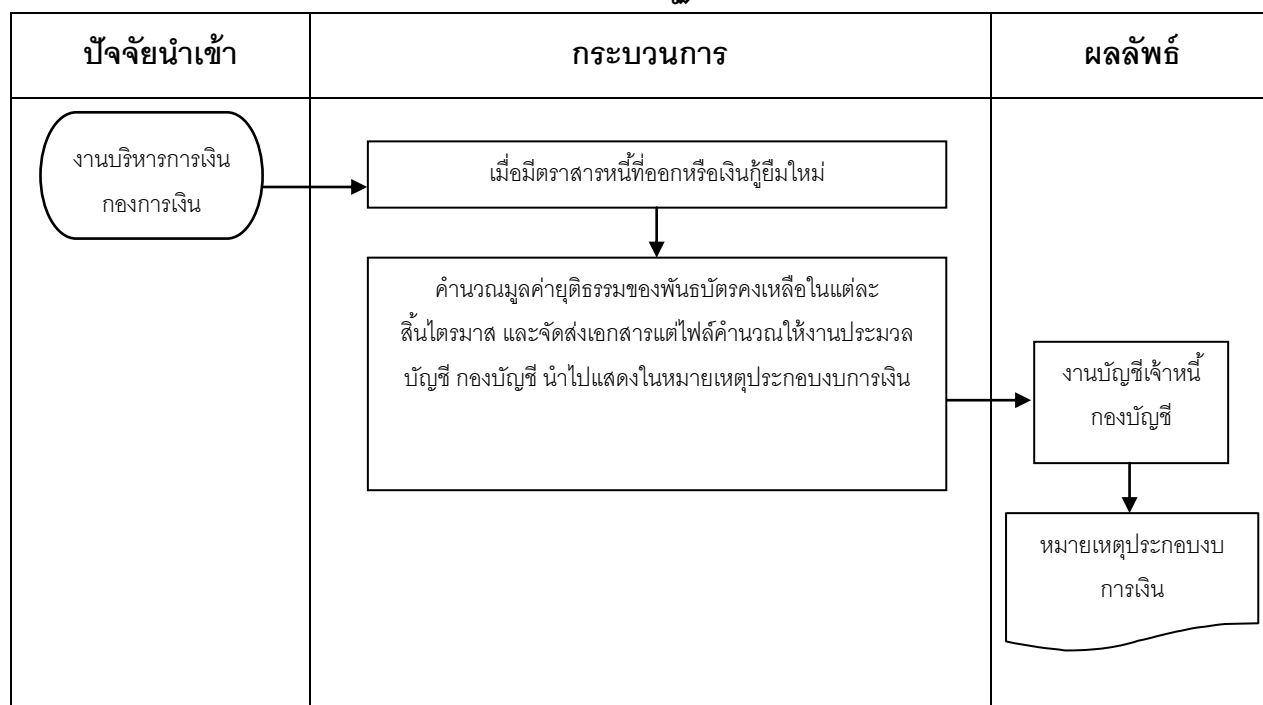 ปัจจัยนำเข้า
กระบวนการ
ผลลัพธ์
งานบริหารการเงิน
กองการเงิน
เมื่อมีตราสารหนี้ที่ออกหรือเงินกู้ยืมใหม่
คำนวณมูลค่ายุติธรรมของพันธบัตรคงเหลือในแต่ละ
สิ้นไตรมาส และจัดส่งเอกสารแต่ไฟล์คำนวณให้งานประมวล
บัญชี กองบัญชี นำไปแสดงในหมายเหตุประกอบงบการเงิน
งานบัญชีเจ้าหนี้
กองบัญชี
หมายเหตุประกอบงบ
การเงิน